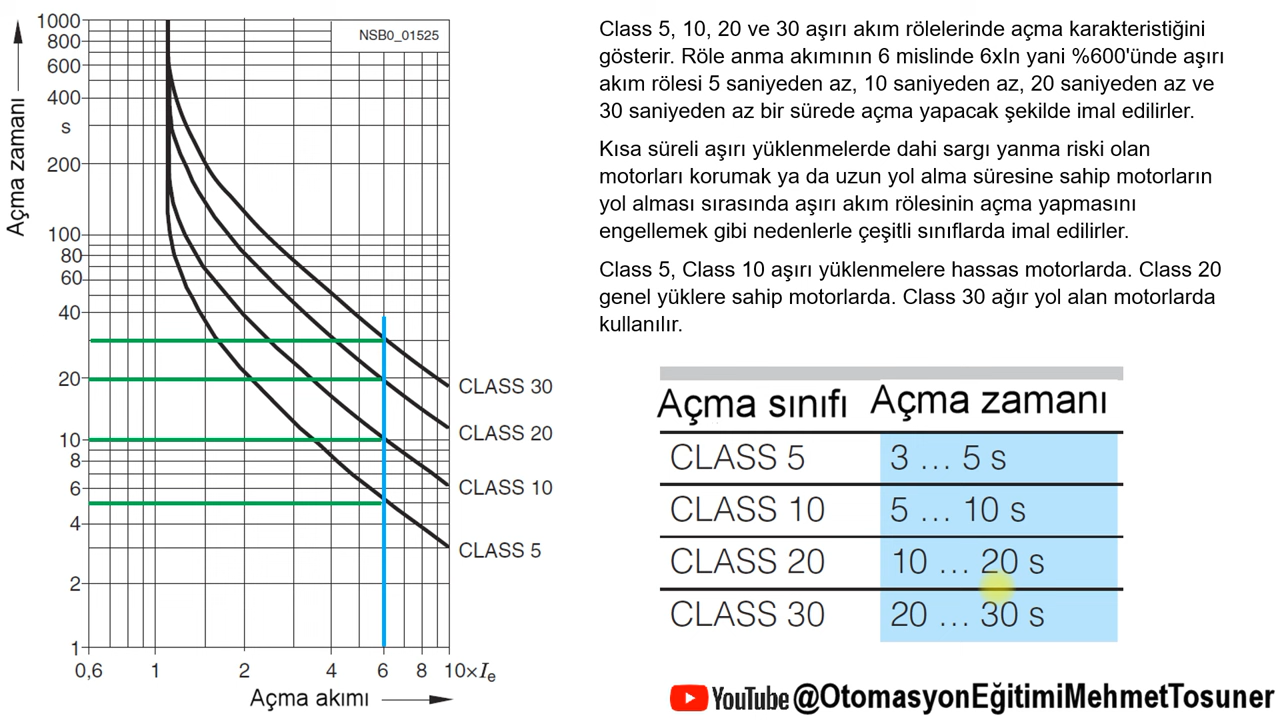 NSB0_01525
1000
800
600
400
s
200
100
80
60
40
20
10
8
6
4
2
1
Açma zamanı
0,6 1 2 4 6 8 10×Ie
Açma akımı
CLASS 30
CLASS 20
CLASS 10
CLASS 5
Class 5, 10, 20 ve 30 aşırı akım rölelerinde açma karakteristiğini
gösterir. Röle anma akımının 6 mislinde 6xIn yani %600'ünde aşırı
akım rölesi 5 saniyeden az, 10 saniyeden az, 20 saniyeden az ve
30 saniyeden az bir sürede açma yapacak şekilde imal edilirler.
Kısa süreli aşırı yüklenmelerde dahi sargı yanma riski olan
motorları korumak ya da uzun yol alma süresine sahip motorların
yol alması sırasında aşırı akım rölesinin açma yapmasını
engellemek gibi nedenlerle çeşitli sınıflarda imal edilirler.
Class 5, Class 10 aşırı yüklenmelere hassas motorlarda. Class 20
genel yüklere sahip motorlarda. Class 30 ağır yol alan motorlarda
kullanılır.
Açma sınıfı Açma zamanı
CLASS 5 3 ... 5 s
CLASS 10 5 ... 10 s
CLASS 20 10 ... 20 s
CLASS 30 20 ... 30 s
YouTube @OtomasyonEğitimiMehmetTosuner